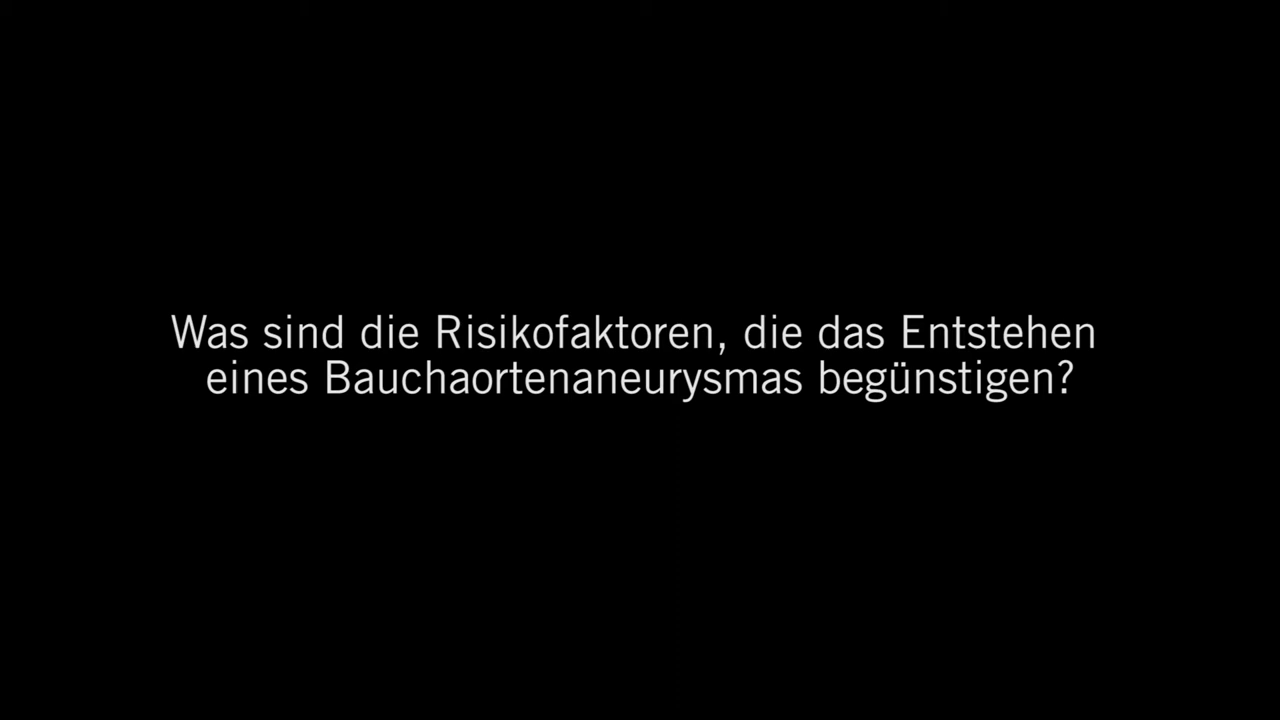 Was sind die Risikofaktoren, die das Entstehen
eines Bauchaortenaneurysmas begünstigen?